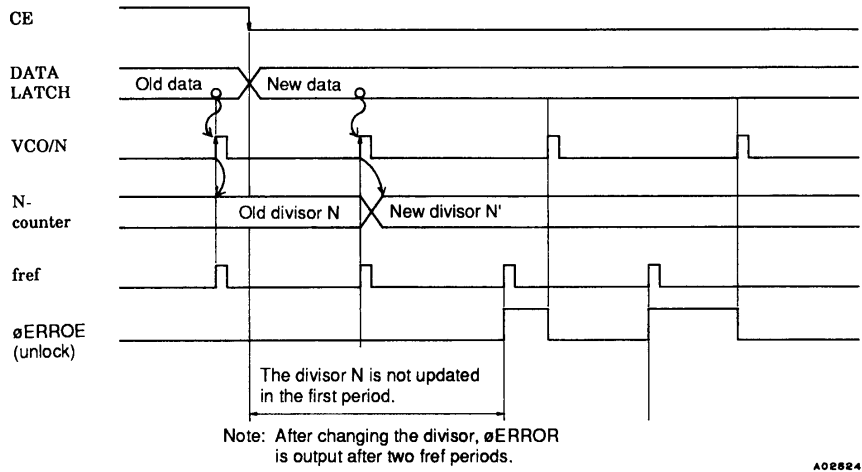 CE
DATA
LATCH
Old data
New data
VCO/N
N-
counter
Old divisor N
New divisor N'
fref
øERROE
(unlock)
The divisor N is not updated
in the first period.
Note: After changing the divisor, øERROR
is output after two fref periods.
A02624